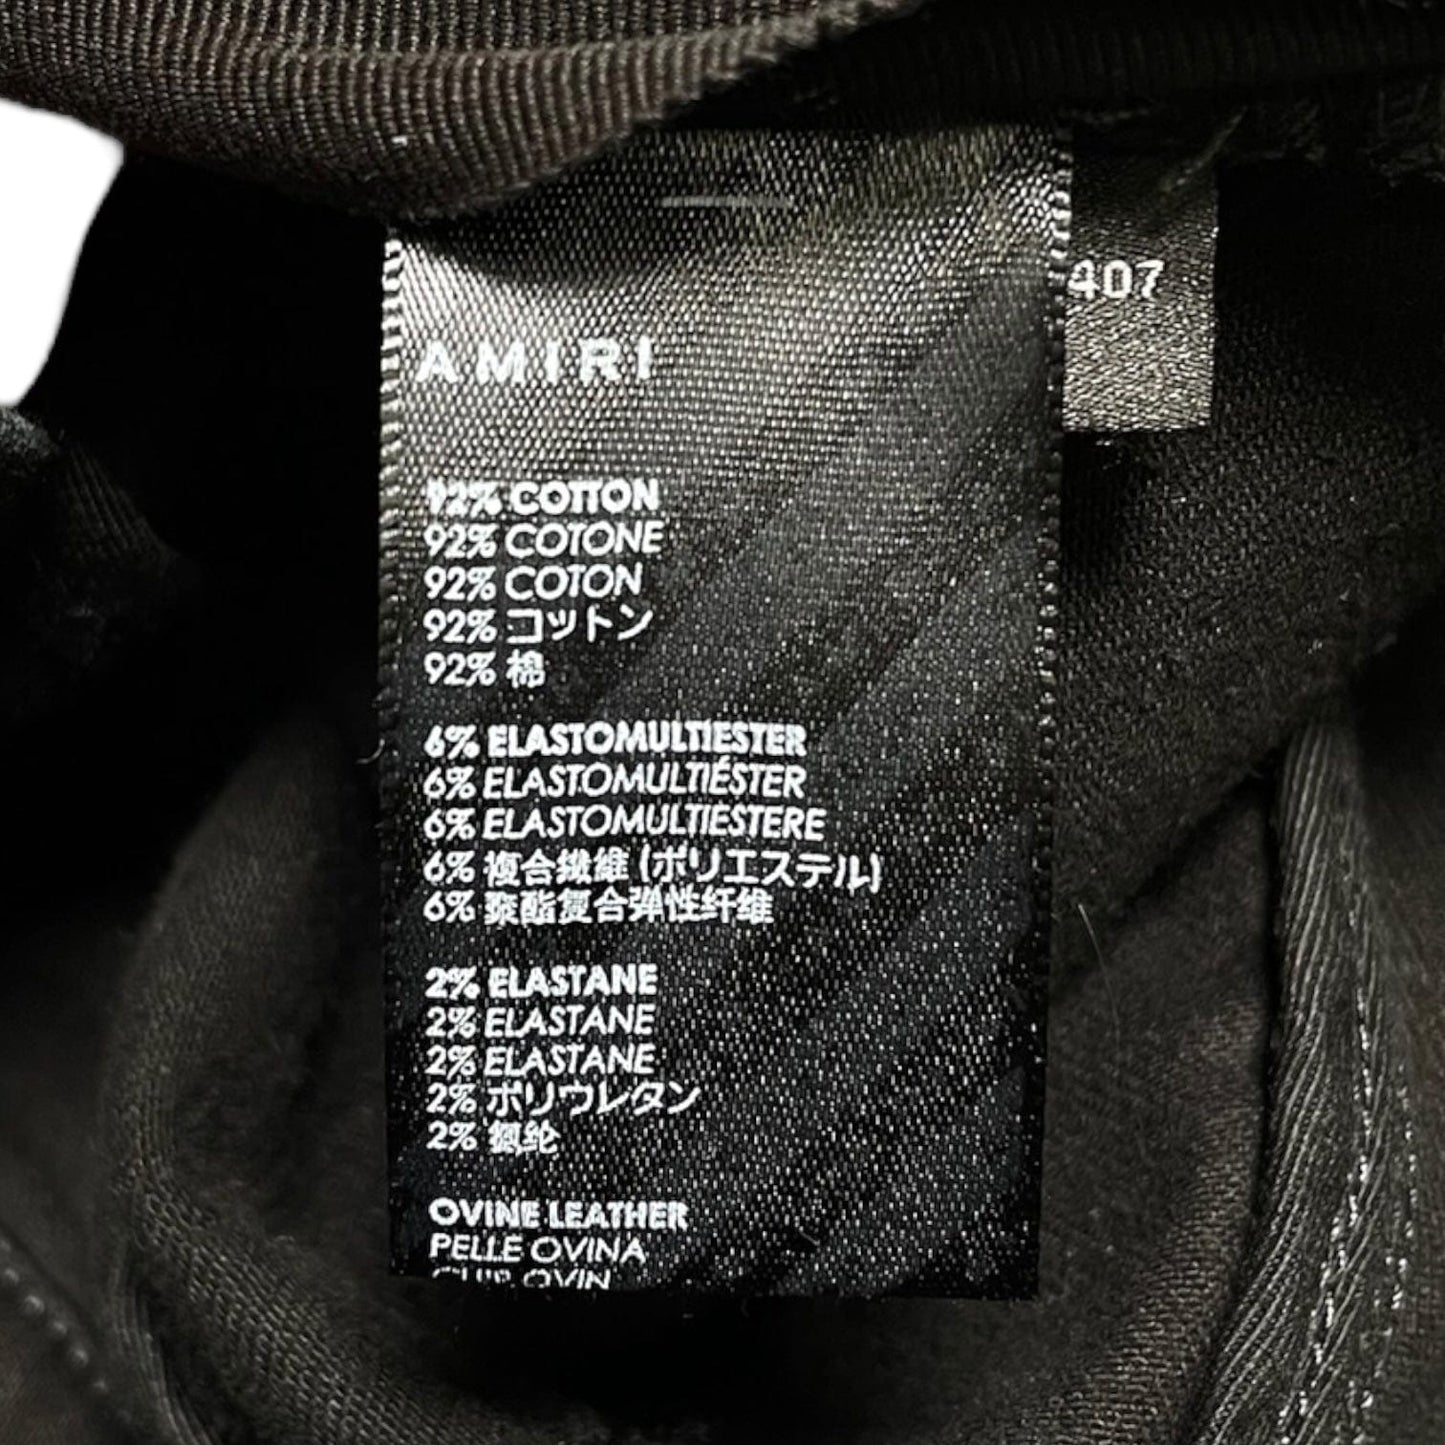 AMIRI
407
92% COTTON
92% COTONE
92% COTON
92% コットン
92% 棉
6% ELASTOMULTIESTER
6% ELASTOMULTIÉSTER
6% ELASTOMULTIESTERE
6% 複合繊維 (ポリエステル)
6% 聚酯复合弹性纤维
2% ELASTANE
2% ELASTANE
2% ELASTANE
2% ポリウレタン
2% 氨纶
OVINE LEATHER
PELLE OVINA
CUIR OVIN